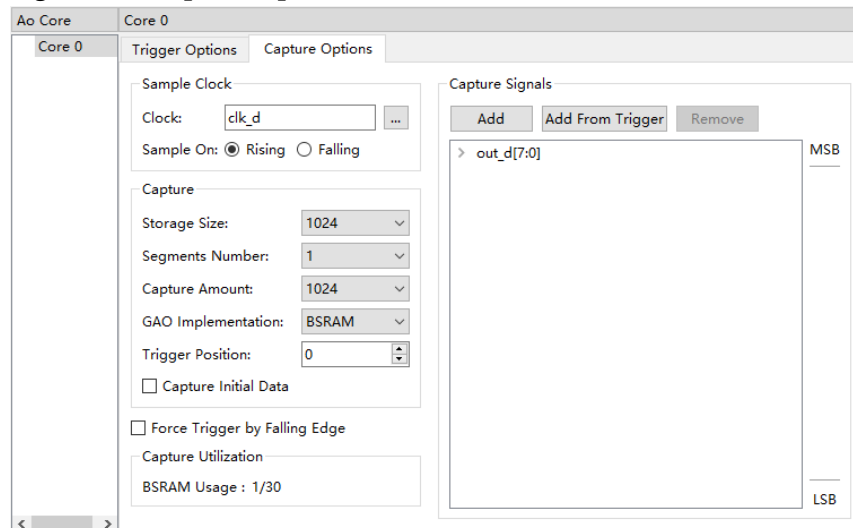 Ao Core
Core 0
Core 0
Trigger Options
Capture Options
Sample Clock
Clock: clk_d ...
Sample On: Rising Falling
Capture
Storage Size: 1024
Segments Number: 1
Capture Amount: 1024
GAO Implementation: BSRAM
Trigger Position: 0
Capture Initial Data
Force Trigger by Falling Edge
Capture Utilization
BSRAM Usage : 1/30
Capture Signals
Add
Add From Trigger
Remove
> out_d[7:0]
MSB
LSB